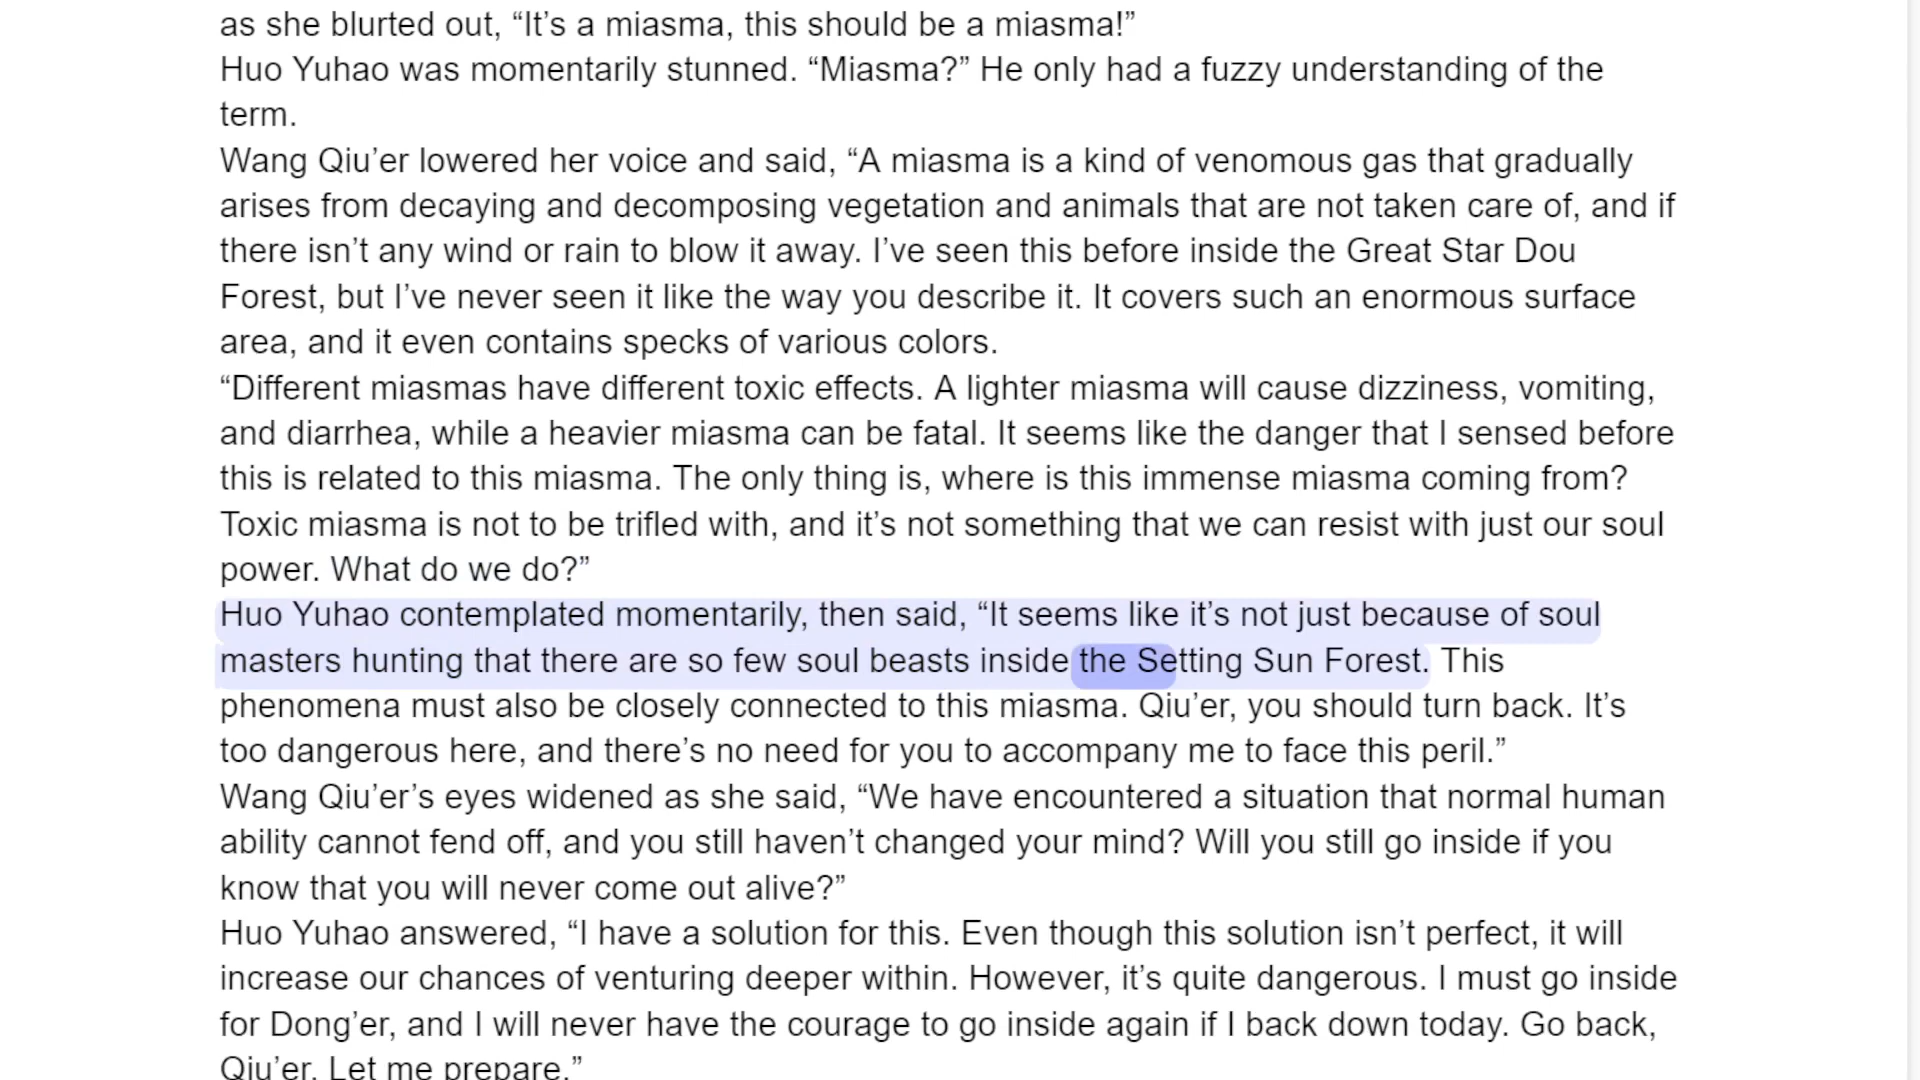 as she blurted out, “It’s a miasma, this should be a miasma!”
Huo Yuhao was momentarily stunned. “Miasma?” He only had a fuzzy understanding of the
term.
Wang Qiu’er lowered her voice and said, “A miasma is a kind of venomous gas that gradually
arises from decaying and decomposing vegetation and animals that are not taken care of, and if
there isn’t any wind or rain to blow it away. I’ve seen this before inside the Great Star Dou
Forest, but I’ve never seen it like the way you describe it. It covers such an enormous surface
area, and it even contains specks of various colors.
“Different miasmas have different toxic effects. A lighter miasma will cause dizziness, vomiting,
and diarrhea, while a heavier miasma can be fatal. It seems like the danger that I sensed before
this is related to this miasma. The only thing is, where is this immense miasma coming from?
Toxic miasma is not to be trifled with, and it’s not something that we can resist with just our soul
power. What do we do?”
Huo Yuhao contemplated momentarily, then said, “It seems like it’s not just because of soul
masters hunting that there are so few soul beasts inside the Setting Sun Forest. This
phenomena must also be closely connected to this miasma. Qiu’er, you should turn back. It’s
too dangerous here, and there’s no need for you to accompany me to face this peril.”
Wang Qiu’er’s eyes widened as she said, “We have encountered a situation that normal human
ability cannot fend off, and you still haven’t changed your mind? Will you still go inside if you
know that you will never come out alive?”
Huo Yuhao answered, “I have a solution for this. Even though this solution isn’t perfect, it will
increase our chances of venturing deeper within. However, it’s quite dangerous. I must go inside
for Dong’er, and I will never have the courage to go inside again if I back down today. Go back,
Qiu’er. Let me prepare.”